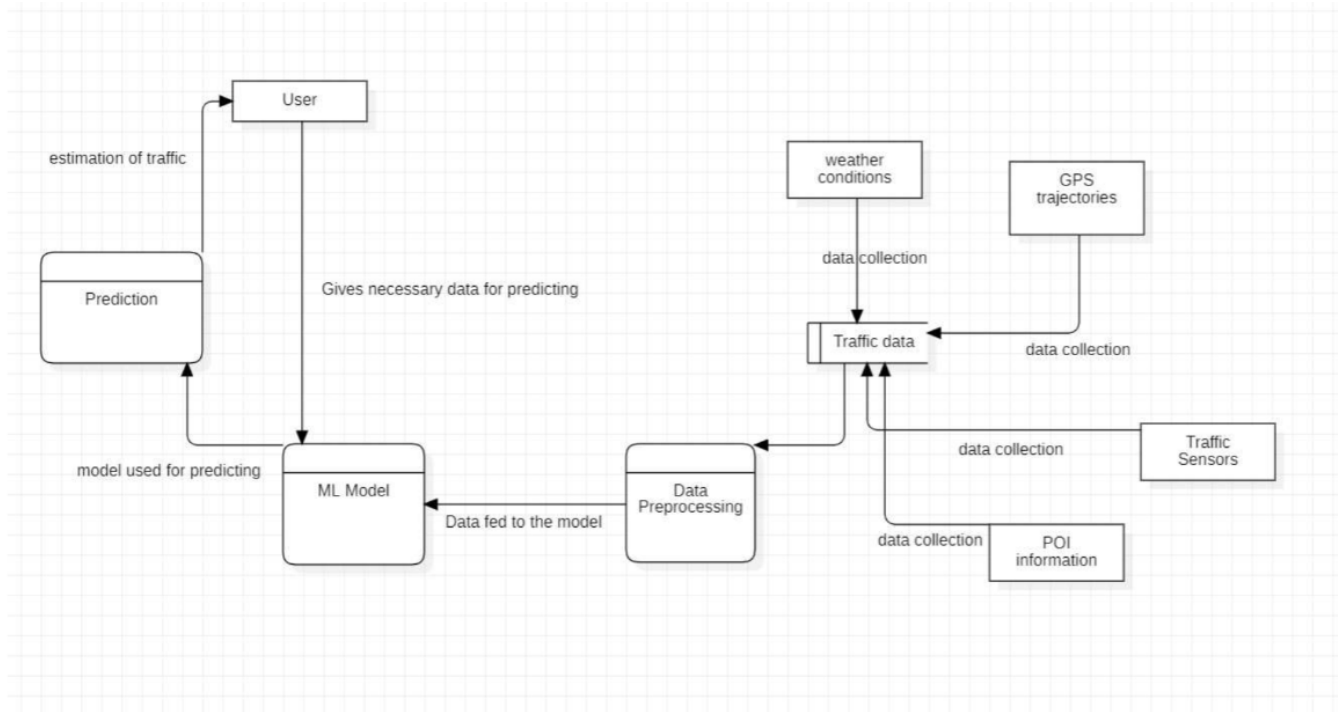 User
estimation of traffic
weather
conditions
GPS
trajectories
data collection
Gives necessary data for predicting
Prediction
Traffic data
data collection
data collection
Traffic
Sensors
model used for predicting
ML Model
Data
Preprocessing
Data fed to the model
data collection
POI
information